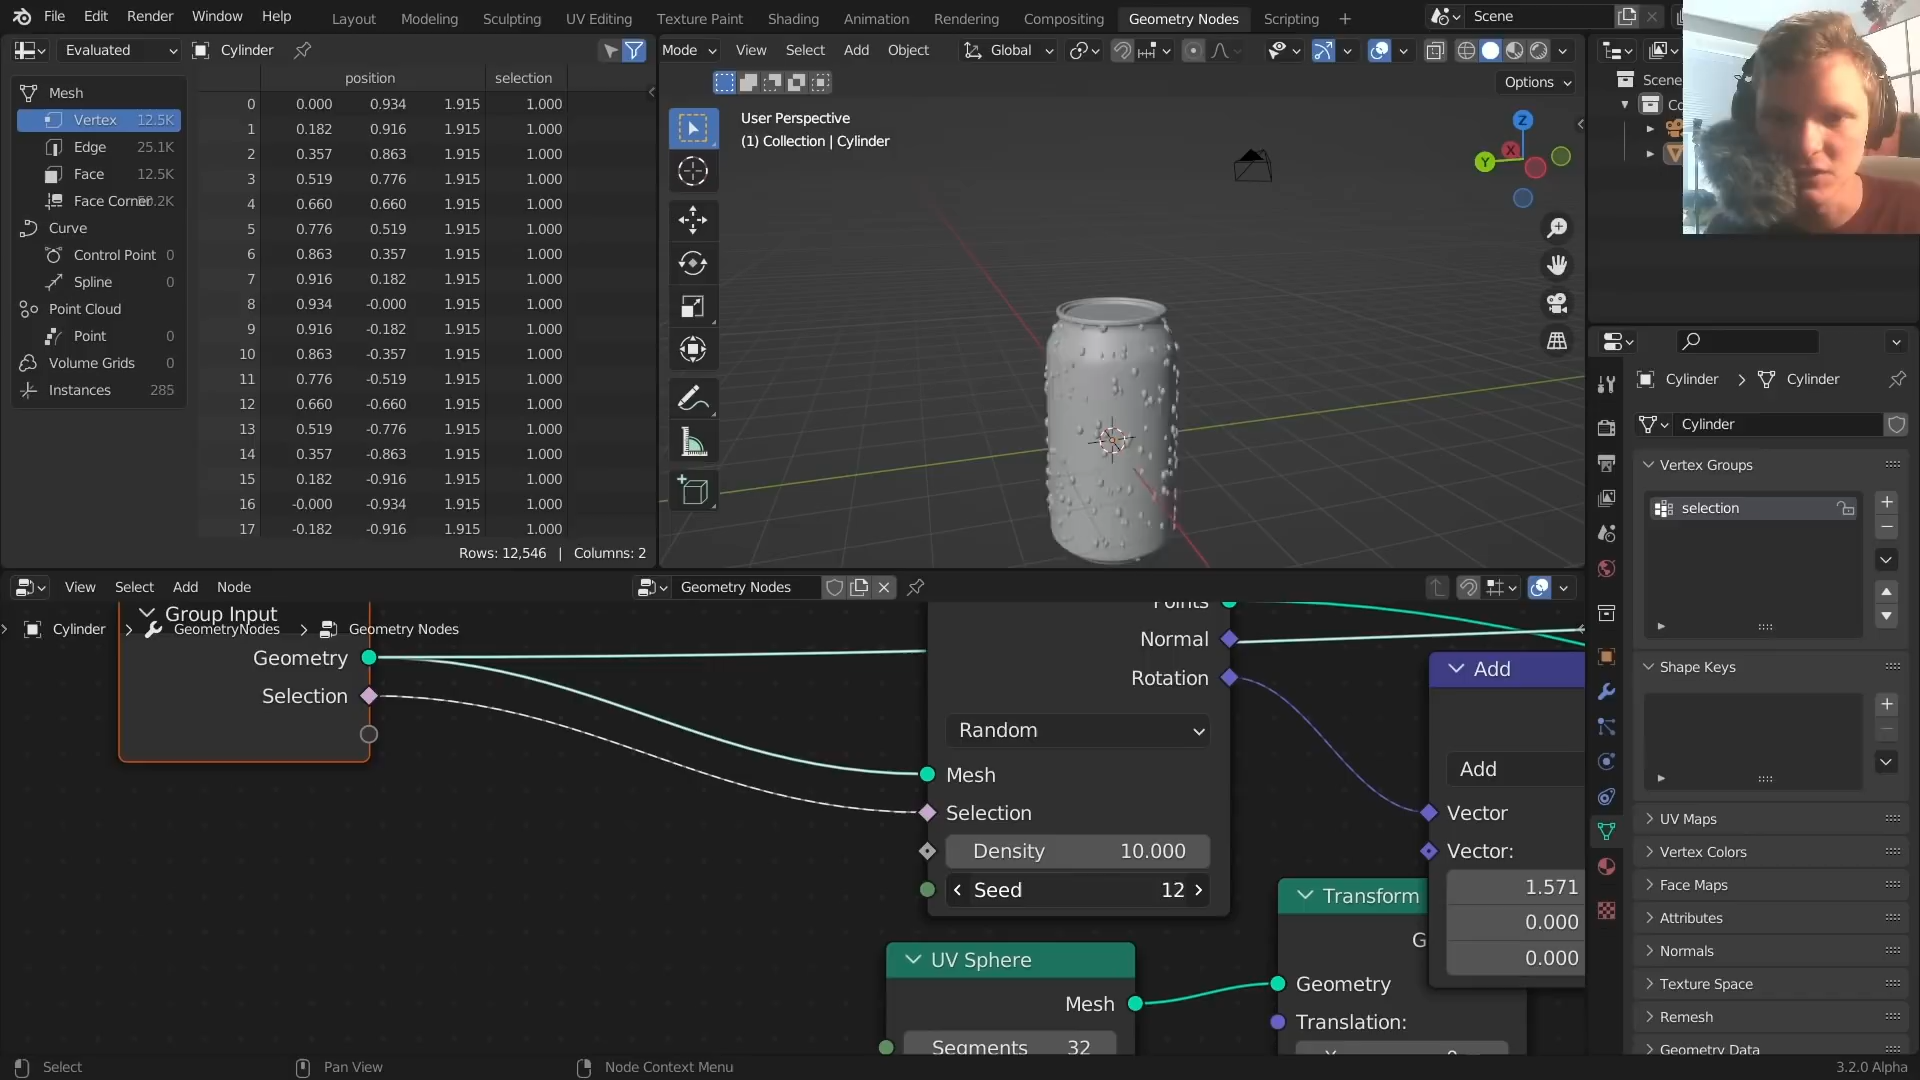 File Edit Render Window Help
Layout Modeling Sculpting UV Editing Texture Paint Shading Animation Rendering Compositing Geometry Nodes Scripting +
Scene
Evaluated
Cylinder
Mode View Select Add Object
Global
Options
position selection
Mesh
Vertex 12.5K
Edge 25.1K
Face 12.5K
Face Corner
Curve
Control Point 0
Spline 0
Point Cloud
Point 0
Volume Grids 0
Instances 285
0 0.000 0.934 1.915 1.000
1 0.182 0.916 1.915 1.000
2 0.357 0.863 1.915 1.000
3 0.519 0.776 1.915 1.000
4 0.660 0.660 1.915 1.000
5 0.776 0.519 1.915 1.000
6 0.863 0.357 1.915 1.000
7 0.916 0.182 1.915 1.000
8 0.934 -0.000 1.915 1.000
9 0.916 -0.182 1.915 1.000
10 0.863 -0.357 1.915 1.000
11 0.776 -0.519 1.915 1.000
12 0.660 -0.660 1.915 1.000
13 0.519 -0.776 1.915 1.000
14 0.357 -0.863 1.915 1.000
15 0.182 -0.916 1.915 1.000
16 -0.000 -0.934 1.915 1.000
17 -0.182 -0.916 1.915 1.000
Rows: 12,546 | Columns: 2
User Perspective
(1) Collection | Cylinder
Z
X
Y
Scene
Cylinder > Cylinder
Cylinder
Vertex Groups
selection
Shape Keys
UV Maps
Vertex Colors
Face Maps
Attributes
Normals
Texture Space
Remesh
Geometry Data
View Select Add Node
Geometry Nodes
Cylinder > GeometryNodes > Geometry Nodes
Group Input
Geometry
Selection
Points
Normal
Rotation
Random
Mesh
Selection
Density 10.000
Seed 12
Add
Add
Vector
Vector:
1.571
0.000
0.000
Transform
Geometry
Translation:
UV Sphere
Mesh
Segments 32
Select Pan View Node Context Menu
3.2.0 Alpha